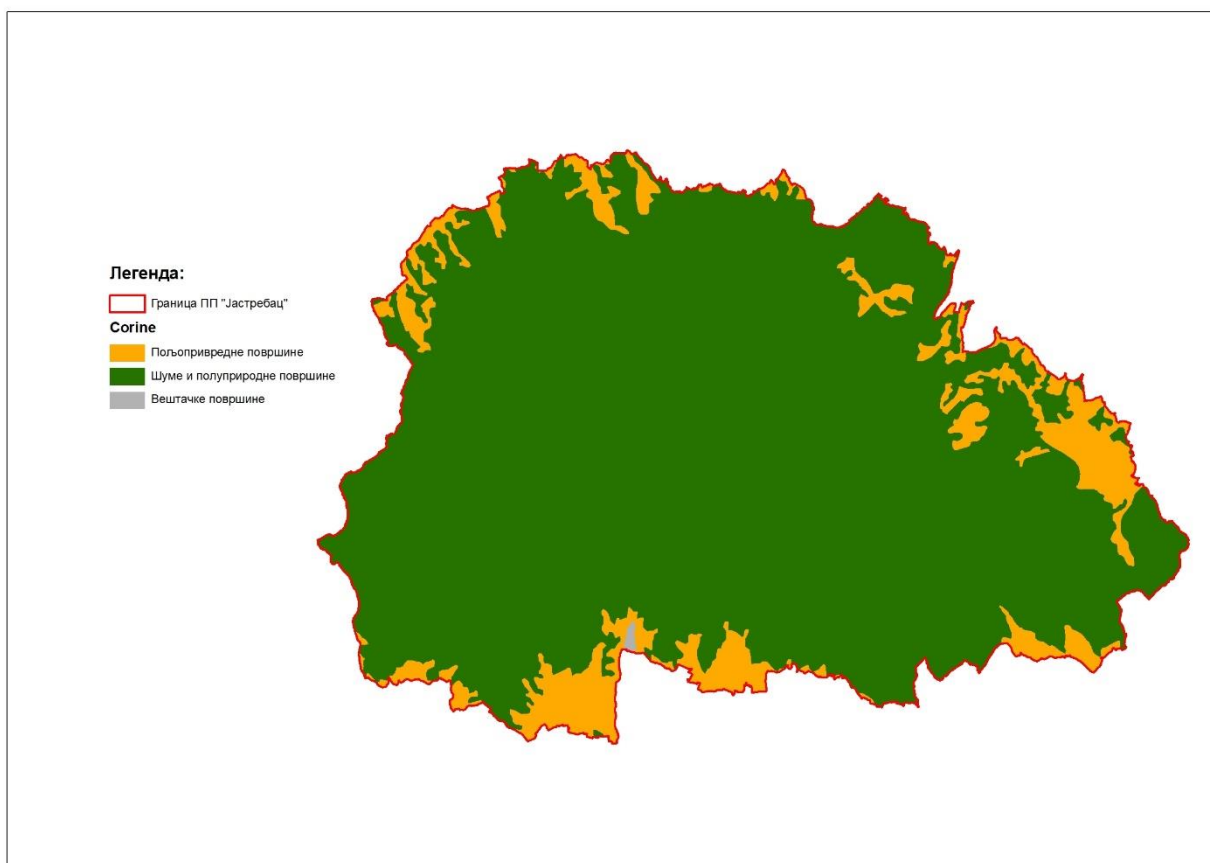 Легенда:
Граница ПП "Јастребац"
Corine
Пољопривредне површине
Шуме и полуприродне површине
Вештачке површине